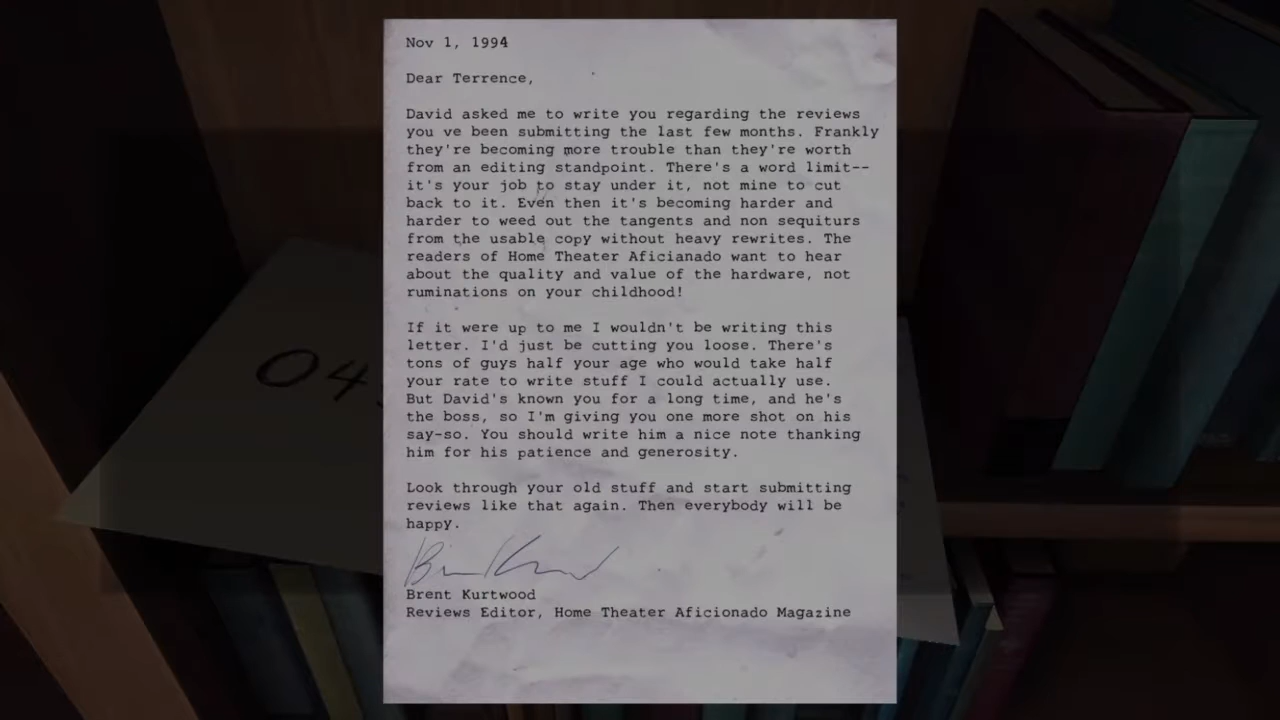 Nov 1, 1994
Dear Terrence,
David asked me to write you regarding the reviews
you ve been submitting the last few months. Frankly
they're becoming more trouble than they're worth
from an editing standpoint. There's a word limit--
it's your job to stay under it, not mine to cut
back to it. Even then it's becoming harder and
harder to weed out the tangents and non sequiturs
from the usable copy without heavy rewrites. The
readers of Home Theater Aficianado want to hear
about the quality and value of the hardware, not
ruminations on your childhood!
If it were up to me I wouldn't be writing this
letter. I'd just be cutting you loose. There's
tons of guys half your age who would take half
your rate to write stuff I could actually use.
But David's known you for a long time, and he's
the boss, so I'm giving you one more shot on his
say-so. You should write him a nice note thanking
him for his patience and generosity.
Look through your old stuff and start submitting
reviews like that again. Then everybody will be
happy.
Brent Kurtwood
Reviews Editor, Home Theater Aficionado Magazine
04